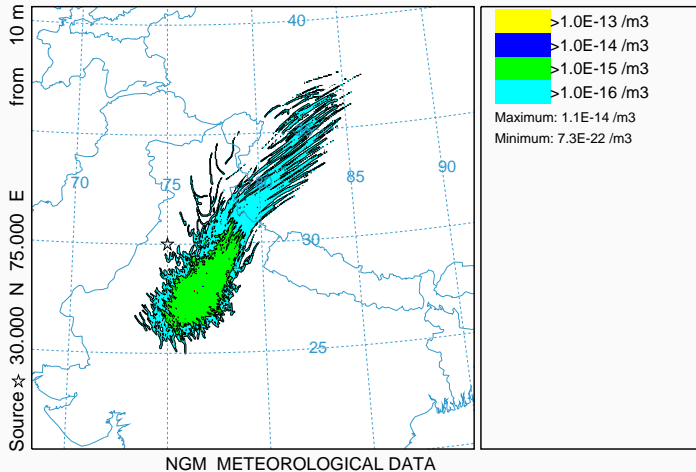 Source ☆ 30.000 N 75.000 E from 10 m
40
70
75
85
90
30
25
NGM METEOROLOGICAL DATA
>1.0E-13 /m3
>1.0E-14 /m3
>1.0E-15 /m3
>1.0E-16 /m3
Maximum: 1.1E-14 /m3
Minimum: 7.3E-22 /m3